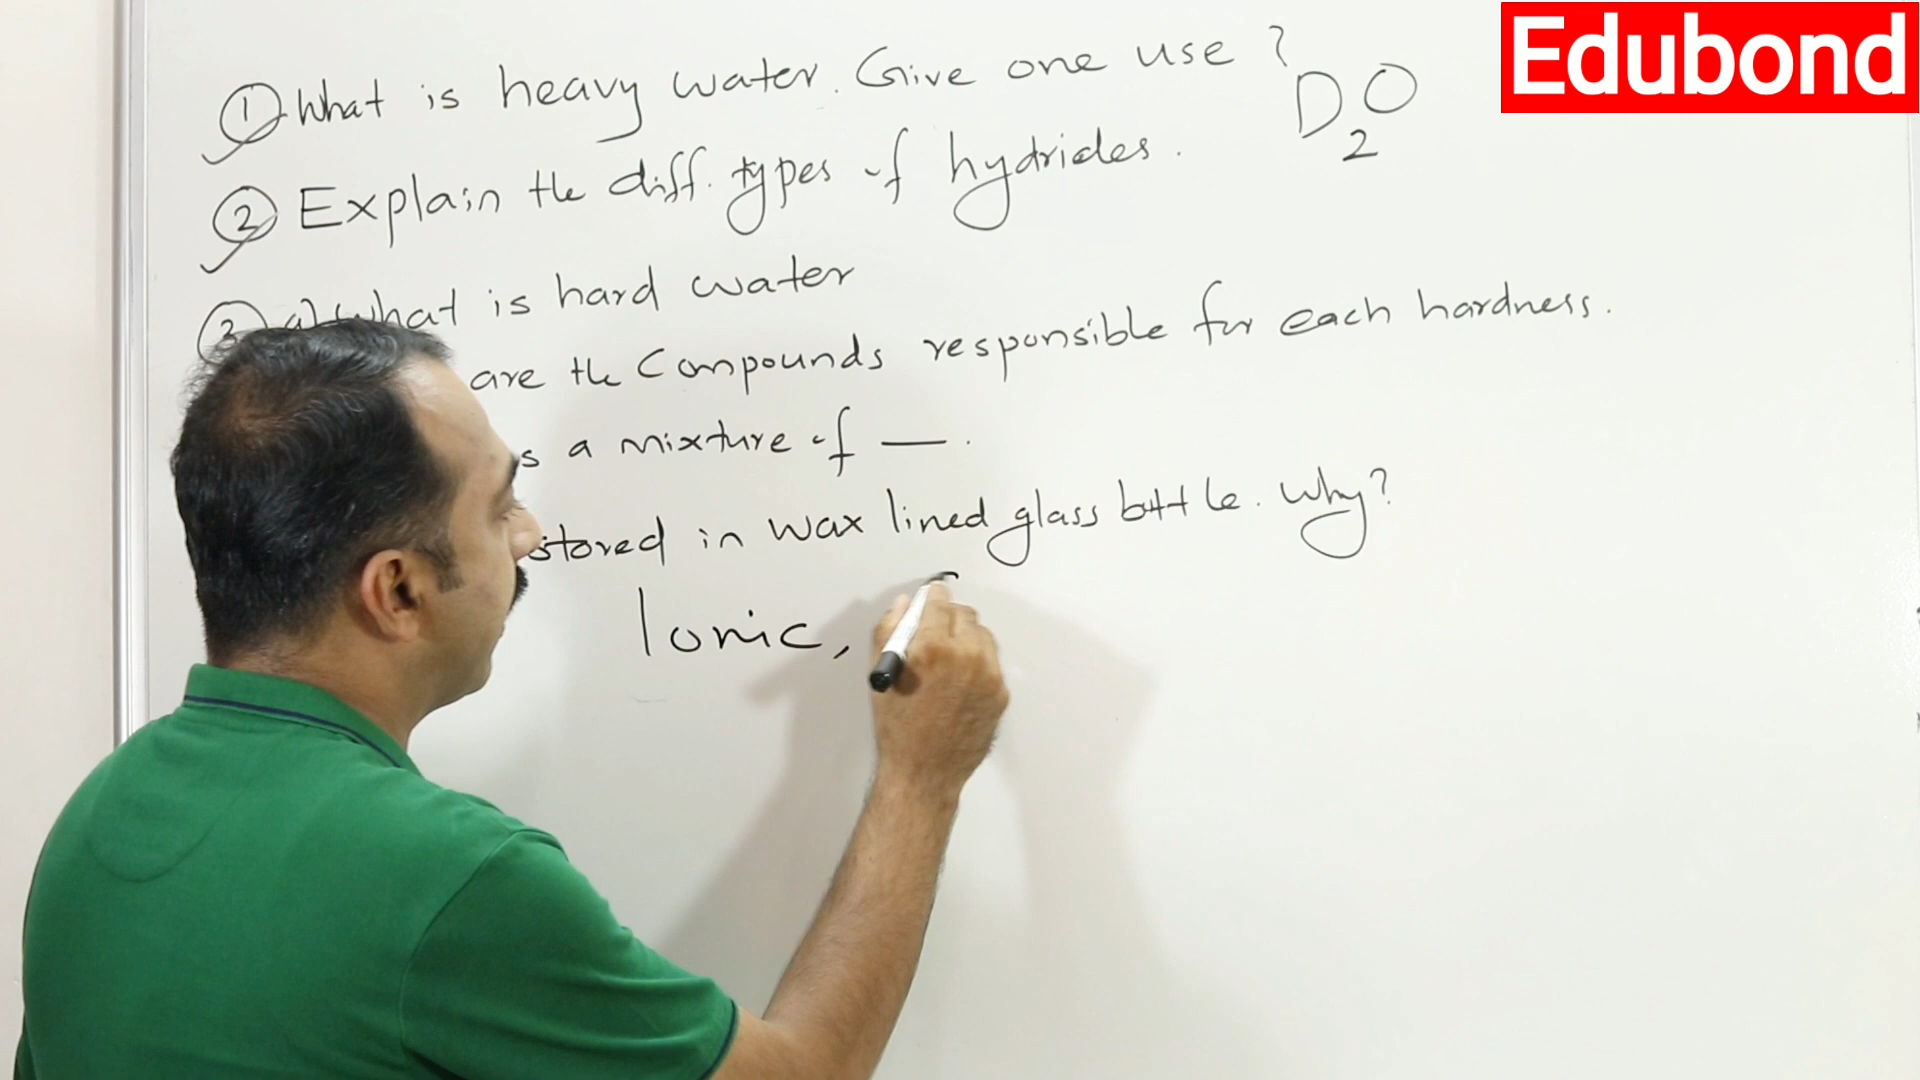 Edubond
① What is heavy water. Give one use?
D2O
② Explain the diff. types of hydrides.
③ a) What is hard water
are the Compounds responsible for each hardness.
a mixture of — .
stored in wax lined glass bottle. Why?
Ionic,